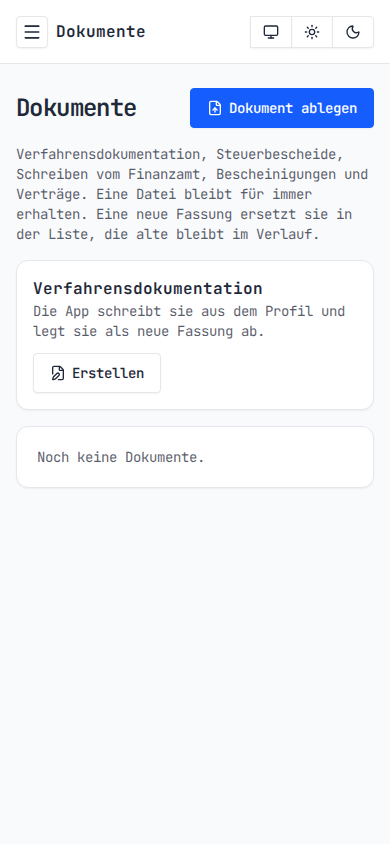 Dokumente
Dokumente
Dokument ablegen
Verfahrensdokumentation, Steuerbescheide,
Schreiben vom Finanzamt, Bescheinigungen und
Verträge. Eine Datei bleibt für immer
erhalten. Eine neue Fassung ersetzt sie in
der Liste, die alte bleibt im Verlauf.
Verfahrensdokumentation
Die App schreibt sie aus dem Profil und
legt sie als neue Fassung ab.
Erstellen
Noch keine Dokumente.